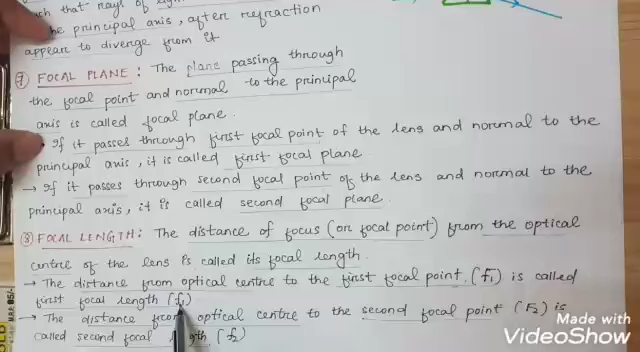 such that rays of
the principal axis, after refraction
appear to diverge from it
⑦ FOCAL PLANE: The plane passing through
the focal point and normal to the principal
axis is called focal plane.
• If it passes through first focal point of the lens and normal to the
principal axis, it is called first focal plane
→ If it passes through second focal point of the lens and normal to the
principal axis, it is called second focal plane.
⑧ FOCAL LENGTH: The distance of focus (or focal point) from the optical
centre of the lens is called its focal length.
→ The distance from optical centre to the first focal point (F1) is called
first focal length (f1)
→ The distance from optical centre to the second focal point (F2) is
called second focal length (f2)
Made with
VideoShow